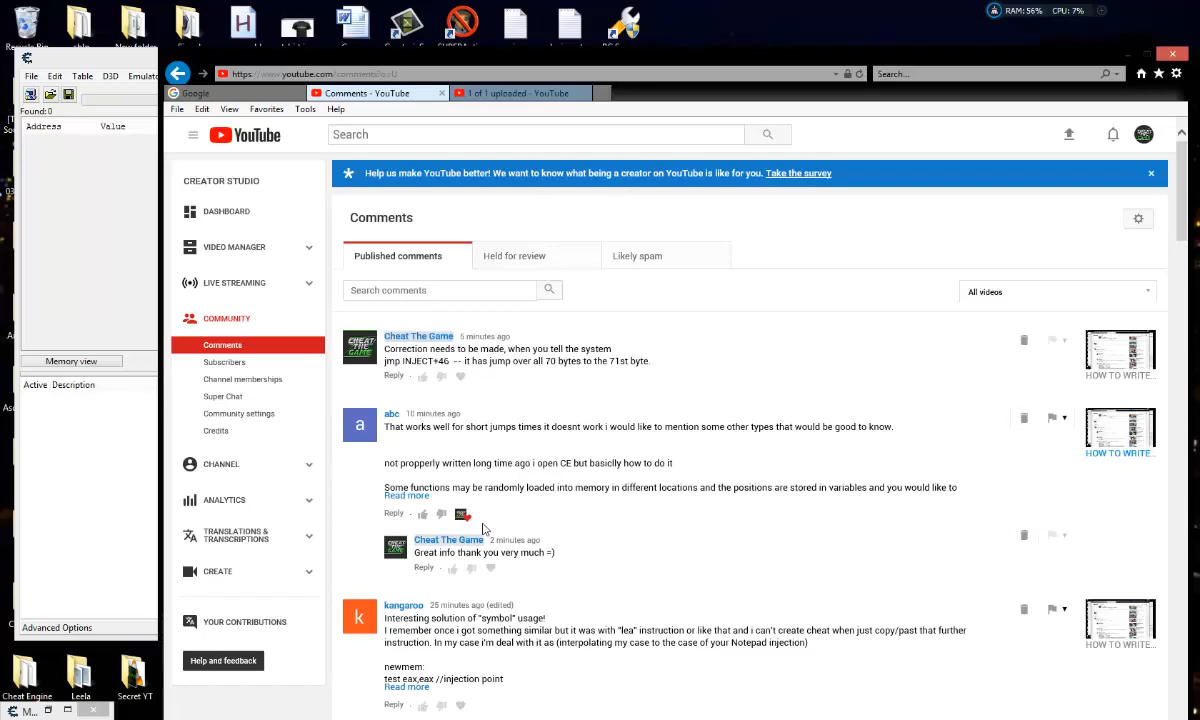 RAM: 56% CPU: 7%
Recycle Bin
New folder
File Edit Table D3D
Found: 0
Address Value
Memory view
Active Description
Advanced Options
Cheat Engine
Leela
Secret YT
M...
https://www.youtube.com/comments?o=U
Search...
Google
Comments - YouTube
1 of 1 uploaded - YouTube
File Edit View Favorites Tools Help
YouTube
Search
Help us make YouTube better! We want to know what being a creator on YouTube is like for you. Take the survey
CREATOR STUDIO
DASHBOARD
VIDEO MANAGER
LIVE STREAMING
COMMUNITY
Comments
Subscribers
Channel memberships
Super Chat
Community settings
Credits
CHANNEL
ANALYTICS
TRANSLATIONS &
TRANSCRIPTIONS
CREATE
YOUR CONTRIBUTIONS
Help and feedback
Comments
Published comments
Held for review
Likely spam
Search comments
All videos
CHEAT THE GAME
Cheat The Game 5 minutes ago
Correction needs to be made, when you tell the system
jmp INJECT+46 -- it has jump over all 70 bytes to the 71st byte.
Reply
HOW TO WRITE...
a
abc 10 minutes ago
That works well for short jumps times it doesnt work i would like to mention some other types that would be good to know.
not propperly written long time ago i open CE but basiclly how to do it
Some functions may be randomly loaded into memory in different locations and the positions are stored in variables and you would like to
Read more
Reply
HOW TO WRITE...
Cheat The Game 2 minutes ago
Great info thank you very much =)
Reply
k
kangaroo 25 minutes ago (edited)
Interesting solution of "symbol" usage!
I remember once i got something similar but it was with "lea" instruction or like that and i can't create cheat when just copy/past that further
instruction. In my case i'm deal with it as (interpolating my case to the case of your Notepad injection)
newmem:
test eax,eax //injection point
Read more
Reply
HOW TO WRITE...